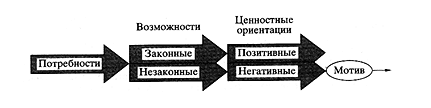 Возможности
Ценностные
ориентации
Законные
Позитивные
Потребности
Незаконные
Негативные
Мотив